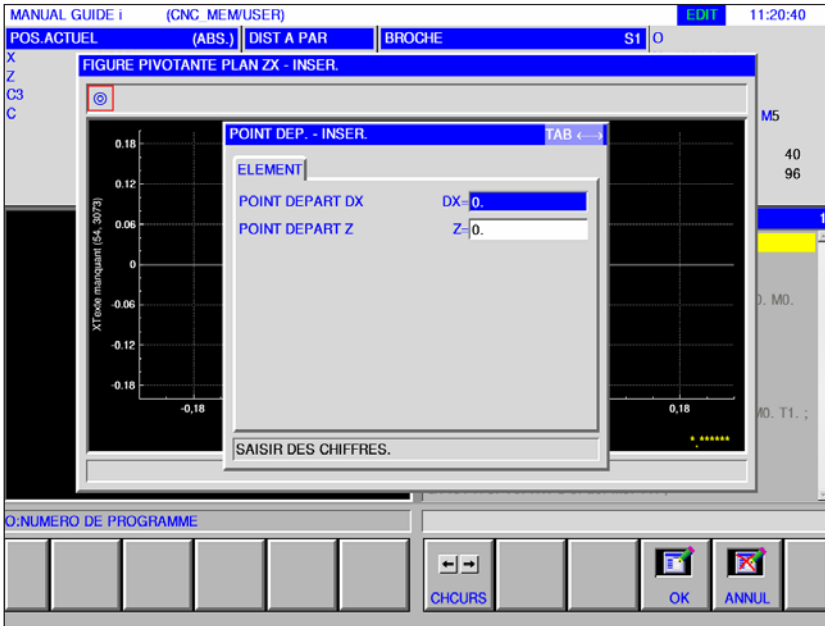 MANUAL GUIDE i (CNC_MEM/USER) EDIT 11:20:40
POS.ACTUEL (ABS.) DIST A PAR BROCHE S1 O
X
Z
C3
C
FIGURE PIVOTANTE PLAN ZX - INSER.
M5
40
96
POINT DEP. - INSER. TAB
ELEMENT
POINT DEPART DX DX= 0.
POINT DEPART Z Z= 0.
SAISIR DES CHIFFRES.
XTexte manquant (54, 3073)
0.18
0.12
0.06
0
-0.06
-0.12
-0.18
-0,18 0,18
*.******
1
0. M0.
M0. T1. ;
O:NUMERO DE PROGRAMME
CHCURS OK ANNUL